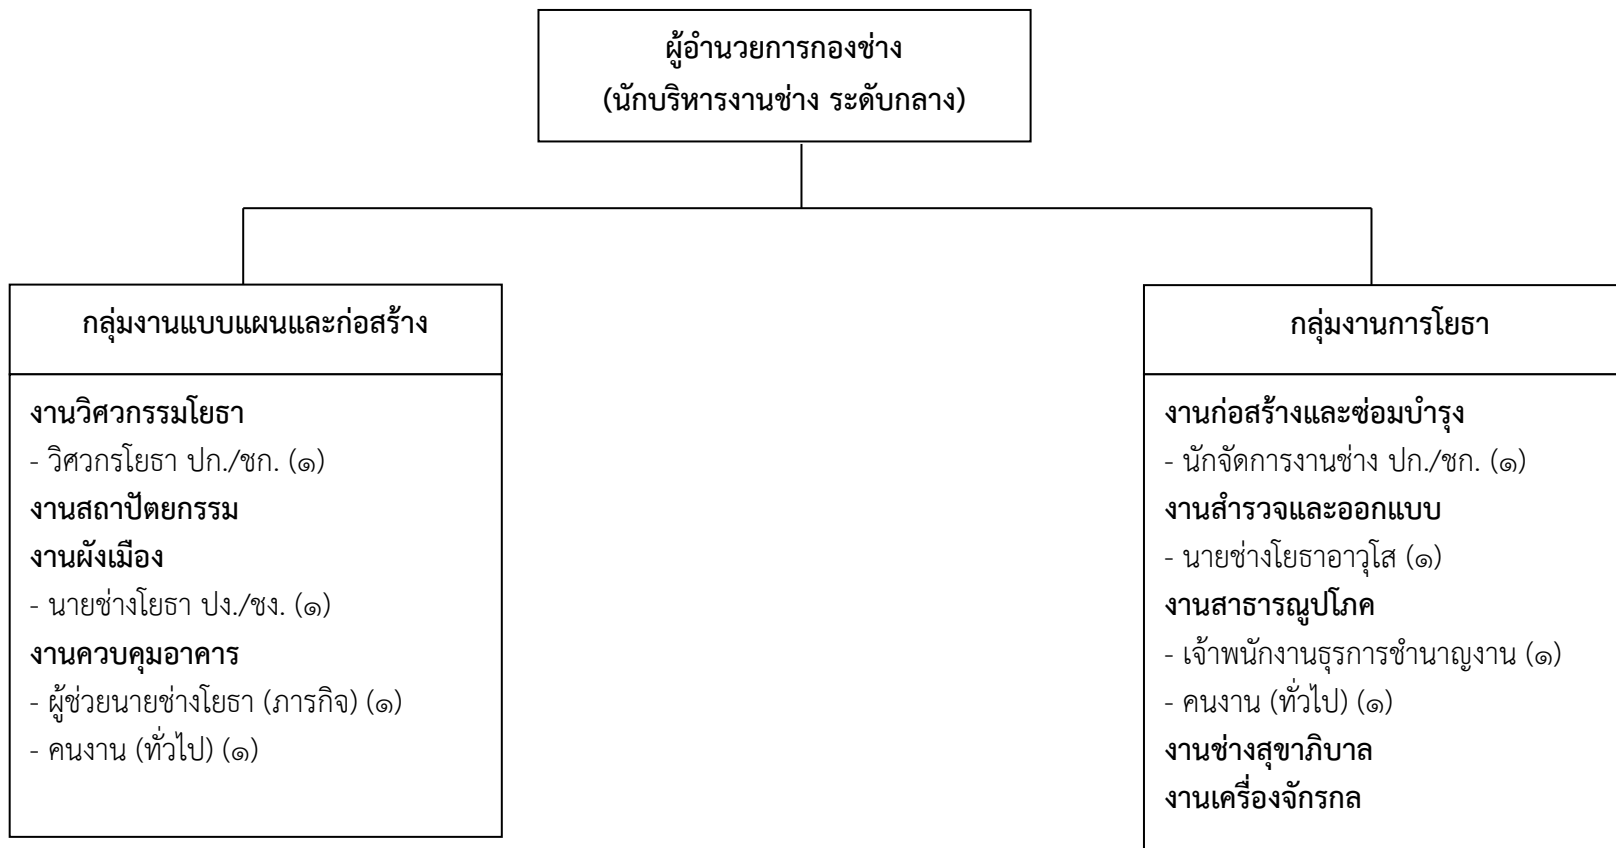 ผู้อำนวยการกองช่าง
(นักบริหารงานช่าง ระดับกลาง)
กลุ่มงานแบบแผนและก่อสร้าง
งานวิศวกรรมโยธา
- วิศวกรโยธา ปก./ชก. (๑)
งานสถาปัตยกรรม
งานผังเมือง
- นายช่างโยธา ปง./ชง. (๑)
งานควบคุมอาคาร
- ผู้ช่วยนายช่างโยธา (ภารกิจ) (๑)
- คนงาน (ทั่วไป) (๑)
กลุ่มงานการโยธา
งานก่อสร้างและซ่อมบำรุง
- นักจัดการงานช่าง ปก./ชก. (๑)
งานสำรวจและออกแบบ
- นายช่างโยธาอาวุโส (๑)
งานสาธารณูปโภค
- เจ้าพนักงานธุรการชำนาญงาน (๑)
- คนงาน (ทั่วไป) (๑)
งานช่างสุขาภิบาล
งานเครื่องจักรกล